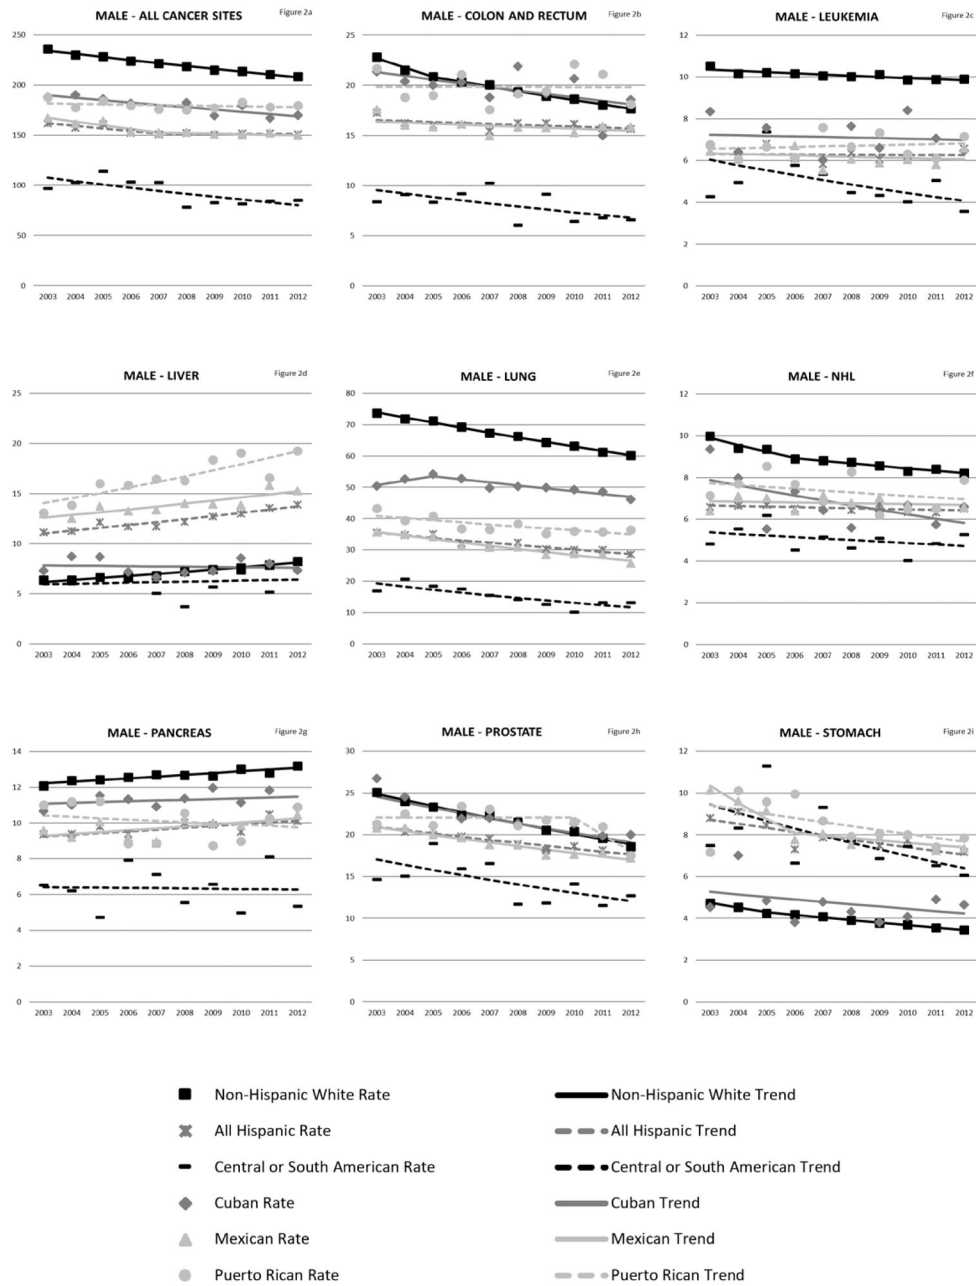 MALE - ALL CANCER SITES
Figure 2a
250
200
150
100
50
0
2003 2004 2005 2006 2007 2008 2009 2010 2011 2012
MALE - COLON AND RECTUM
Figure 2b
25
20
15
10
5
0
2003 2004 2005 2006 2007 2008 2009 2010 2011 2012
MALE - LEUKEMIA
Figure 2c
12
10
8
6
4
2
0
2003 2004 2005 2006 2007 2008 2009 2010 2011 2012
MALE - LIVER
Figure 2d
25
20
15
10
5
0
2003 2004 2005 2006 2007 2008 2009 2010 2011 2012
MALE - LUNG
Figure 2e
80
70
60
50
40
30
20
10
0
2003 2004 2005 2006 2007 2008 2009 2010 2011 2012
MALE - NHL
Figure 2f
12
10
8
6
4
2
0
2003 2004 2005 2006 2007 2008 2009 2010 2011 2012
MALE - PANCREAS
Figure 2g
14
12
10
8
6
4
2
0
2003 2004 2005 2006 2007 2008 2009 2010 2011 2012
MALE - PROSTATE
Figure 2h
30
25
20
15
10
5
0
2003 2004 2005 2006 2007 2008 2009 2010 2011 2012
MALE - STOMACH
Figure 2i
12
10
8
6
4
2
0
2003 2004 2005 2006 2007 2008 2009 2010 2011 2012
Non-Hispanic White Rate
Non-Hispanic White Trend
All Hispanic Rate
All Hispanic Trend
Central or South American Rate
Central or South American Trend
Cuban Rate
Cuban Trend
Mexican Rate
Mexican Trend
Puerto Rican Rate
Puerto Rican Trend